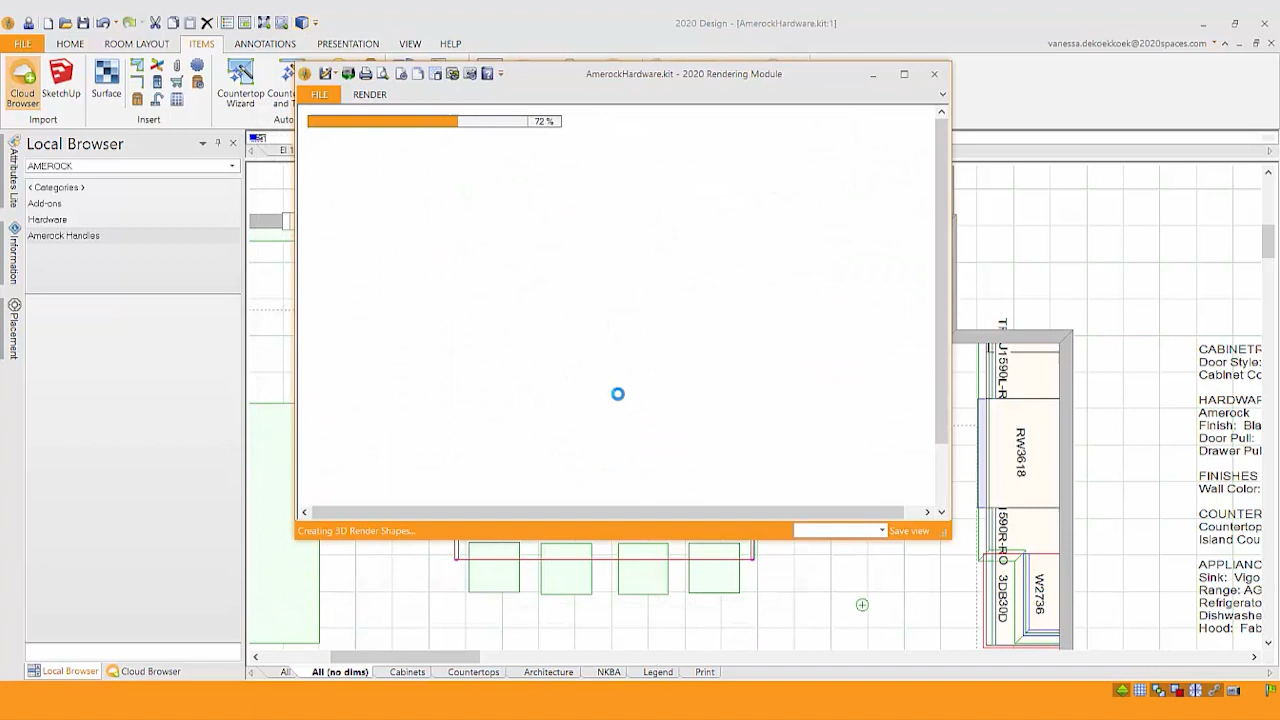 2020 Design - [AmerockHardware.kit:1]
FILE HOME ROOM LAYOUT ITEMS ANNOTATIONS PRESENTATION VIEW HELP
vanessa.dekoekkoek@2020spaces.com
Cloud Browser
SketchUp
Surface
Countertop Wizard
Import
Insert
AmerockHardware.kit - 2020 Rendering Module
FILE RENDER
72 %
Local Browser
AMEROCK
< Categories >
Add-ons
Hardware
Amerock Handles
Attributes Lite
Information
Placement
El 1
RW3618
3DB30D
W2736
CABINETR
Door Style:
Cabinet Co
HARDWAR
Amerock
Finish: Bla
Door Pull:
Drawer Pul
FINISHES
Wall Color:
COUNTER
Countertop
Island Cou
APPLIANC
Sink: Vigo
Range: AG
Refrigerato
Dishwashe
Hood: Fab
Creating 3D Render Shapes...
Save view
Local Browser Cloud Browser
All All (no dims) Cabinets Countertops Architecture NKBA Legend Print